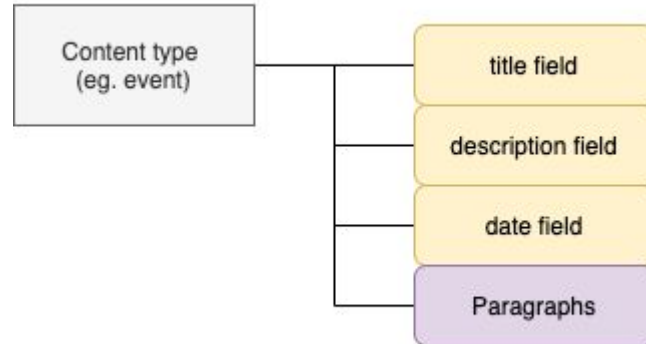 Content type
(eg. event)
title field
description field
date field
Paragraphs